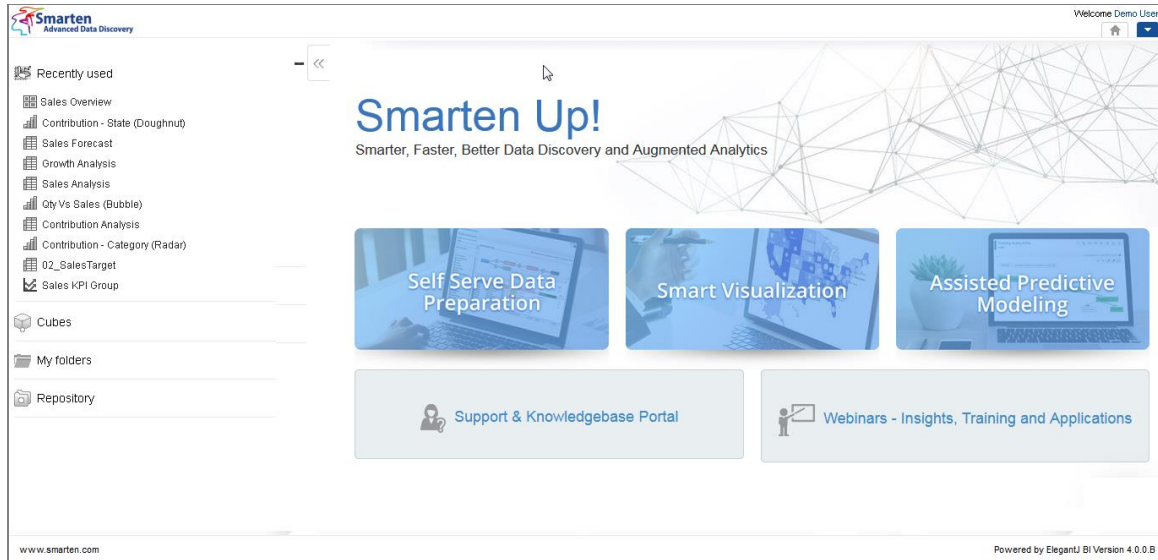 Smarten
Advanced Data Discovery
Welcome Demo User
Recently used
Sales Overview
Contribution - State (Doughnut)
Sales Forecast
Growth Analysis
Sales Analysis
Qty Vs Sales (Bubble)
Contribution Analysis
Contribution - Category (Radar)
02_SalesTarget
Sales KPI Group
Cubes
My folders
Repository
Smarten Up!
Smarter, Faster, Better Data Discovery and Augmented Analytics
Self Serve Data
Preparation
Smart Visualization
Assisted Predictive
Modeling
Support & Knowledgebase Portal
Webinars - Insights, Training and Applications
www.smarten.com
Powered by ElegantJ BI Version 4.0.0.B